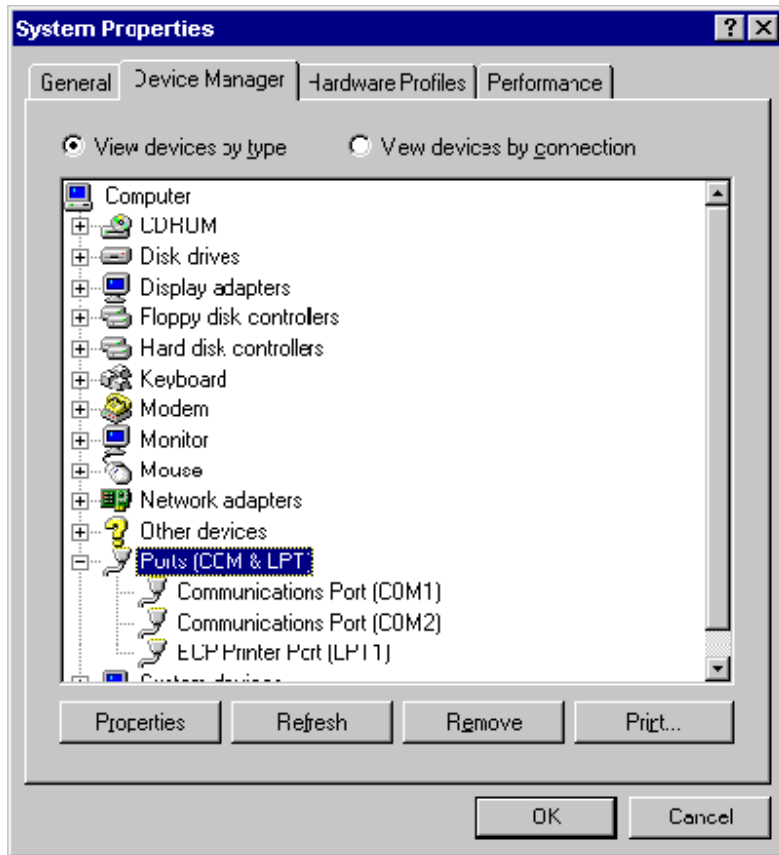 System Properties
General Device Manager Hardware Profiles Performance
View devices by type View devices by connection
Computer
CDROM
Disk drives
Display adapters
Floppy disk controllers
Hard disk controllers
Keyboard
Modem
Monitor
Mouse
Network adapters
Other devices
Ports (COM & LPT)
Communications Port (COM1)
Communications Port (COM2)
ECP Printer Port (LPT1)
System devices
Properties Refresh Remove Print...
OK Cancel